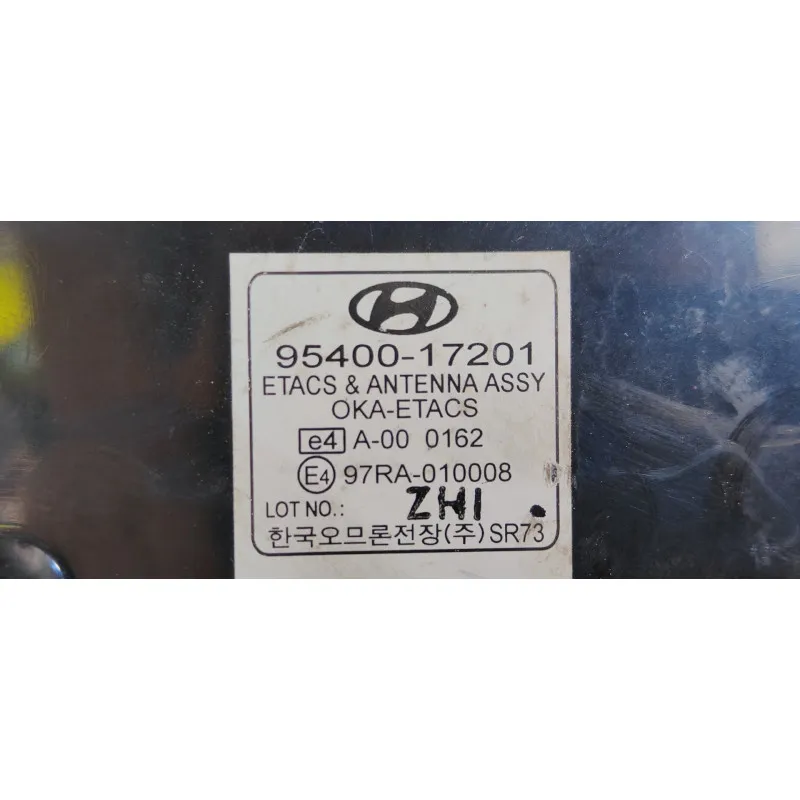 95400-17201
ETACS & ANTENNA ASSY
OKA-ETACS
e4 A-00 0162
E4 97RA-010008
LOT NO.: ZHI .
한국오므론전장(주) SR73